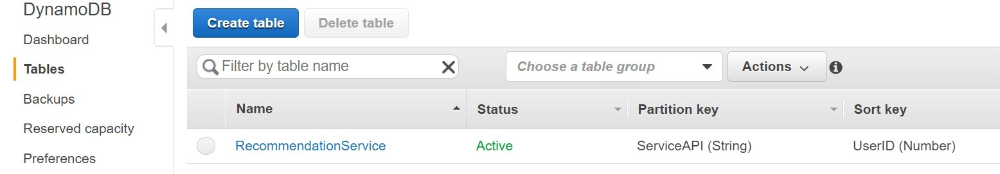 DynamoDB
Dashboard
Tables
Backups
Reserved capacity
Preferences
Create table Delete table
Filter by table name Choose a table group Actions
Name Status Partition key Sort key
RecommendationService Active ServiceAPI (String) UserID (Number)